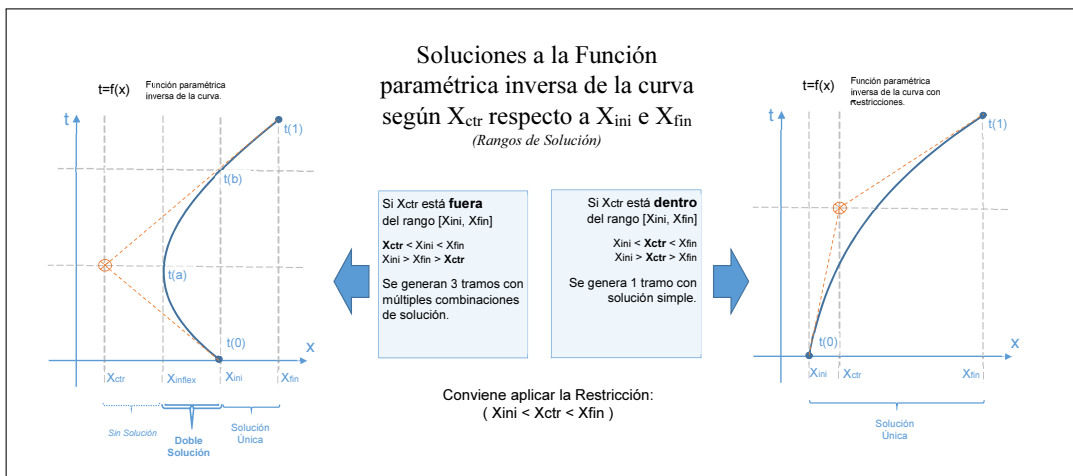 Soluciones a la Función
paramétrica inversa de la curva
según Xctr respecto a Xini e Xfin
(Rangos de Solución)
t=f(x)
Función paramétrica
inversa de la curva.
t
t(1)
t(b)
t(a)
t(0)
X
Xctr
Xinflex
Xini
Xfin
Sin Solución
Doble
Solución
Solución
Única
Si Xctr está fuera
del rango [Xini, Xfin]
Xctr < Xini < Xfin
Xini > Xfin > Xctr
Se generan 3 tramos con
múltiples combinaciones
de solución.
Si Xctr está dentro
del rango [Xini, Xfin]
Xini < Xctr < Xfin
Xini > Xctr > Xfin
Se genera 1 tramo con
solución simple.
Conviene aplicar la Restricción:
( Xini < Xctr < Xfin )
t=f(x)
Función paramétrica
inversa de la curva con
Restricciones.
t
t(1)
t(0)
X
Xini
Xctr
Xfin
Solución
Única